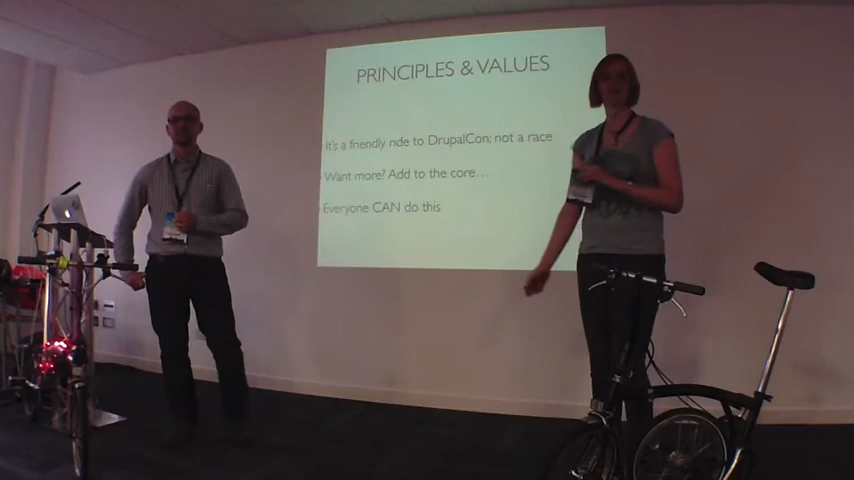 PRINCIPLES & VALUES
It's a friendly ride to DrupalCon; not a race
Want more? Add to the core...
Everyone CAN do this